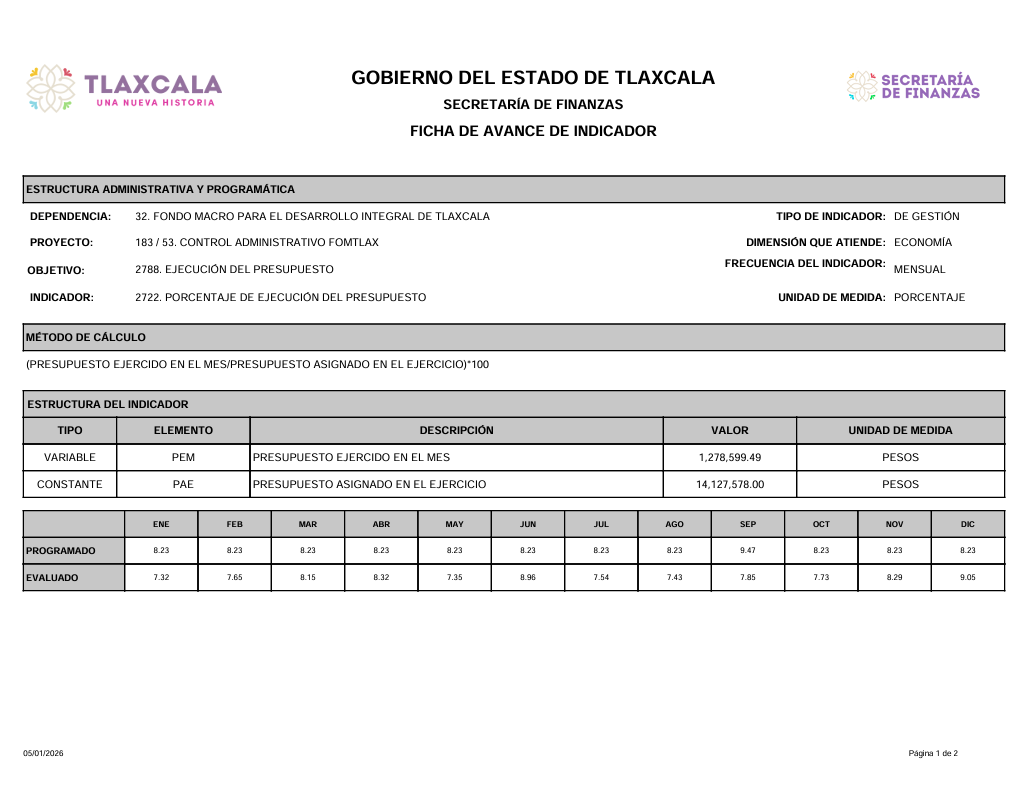 TLAXCALA
UNA NUEVA HISTORIA
GOBIERNO DEL ESTADO DE TLAXCALA
SECRETARÍA DE FINANZAS
FICHA DE AVANCE DE INDICADOR
SECRETARÍA
DE FINANZAS
ESTRUCTURA ADMINISTRATIVA Y PROGRAMÁTICA
DEPENDENCIA: 32. FONDO MACRO PARA EL DESARROLLO INTEGRAL DE TLAXCALA TIPO DE INDICADOR: DE GESTIÓN
PROYECTO: 183 / 53. CONTROL ADMINISTRATIVO FOMTLAX DIMENSIÓN QUE ATIENDE: ECONOMÍA
OBJETIVO: 2788. EJECUCIÓN DEL PRESUPUESTO FRECUENCIA DEL INDICADOR: MENSUAL
INDICADOR: 2722. PORCENTAJE DE EJECUCIÓN DEL PRESUPUESTO UNIDAD DE MEDIDA: PORCENTAJE
MÉTODO DE CÁLCULO
(PRESUPUESTO EJERCIDO EN EL MES/PRESUPUESTO ASIGNADO EN EL EJERCICIO)*100
ESTRUCTURA DEL INDICADOR
TIPO ELEMENTO DESCRIPCIÓN VALOR UNIDAD DE MEDIDA
VARIABLE PEM PRESUPUESTO EJERCIDO EN EL MES 1,278,599.49 PESOS
CONSTANTE PAE PRESUPUESTO ASIGNADO EN EL EJERCICIO 14,127,578.00 PESOS
ENE FEB MAR ABR MAY JUN JUL AGO SEP OCT NOV DIC
PROGRAMADO 8.23 8.23 8.23 8.23 8.23 8.23 8.23 8.23 9.47 8.23 8.23 8.23
EVALUADO 7.32 7.65 8.15 8.32 7.35 8.96 7.54 7.43 7.85 7.73 8.29 9.05
05/01/2026 Página 1 de 2